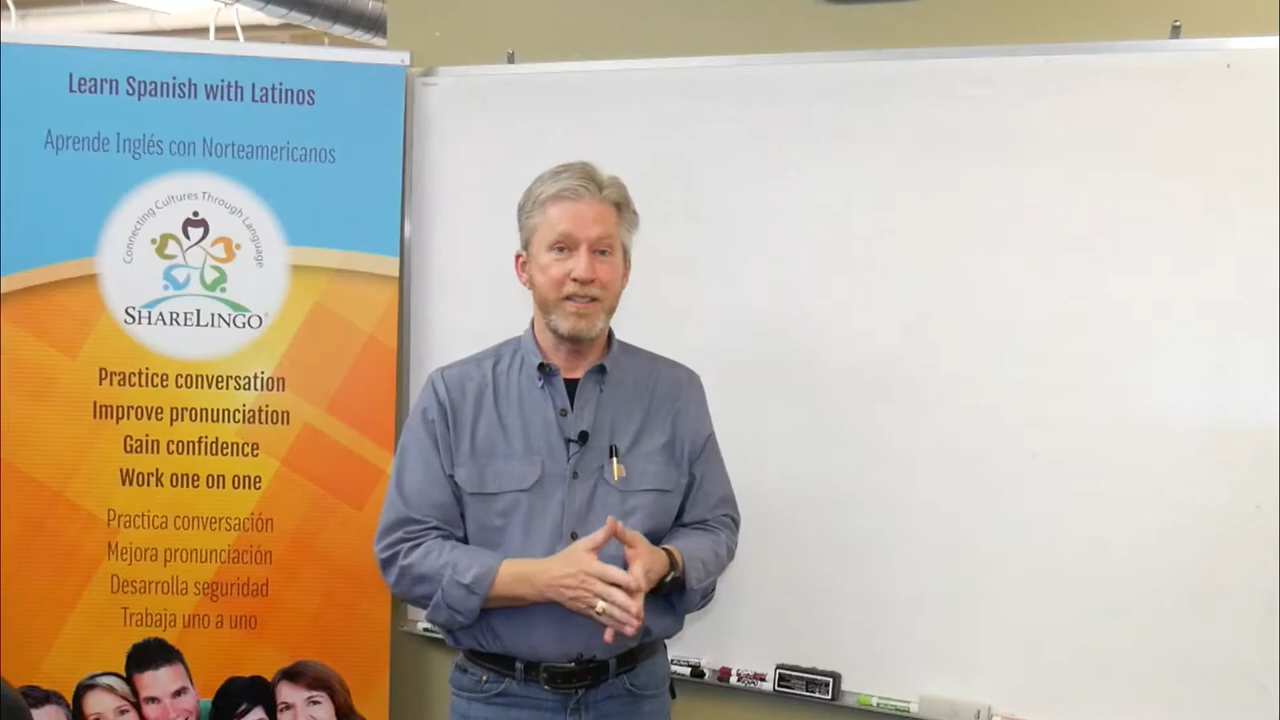 Learn Spanish with Latinos
Aprende Inglés con Norteamericanos
Connecting Cultures Through Language
SHARELINGO®
Practice conversation
Improve pronunciation
Gain confidence
Work one on one
Practica conversación
Mejora pronunciación
Desarrolla seguridad
Trabaja uno a uno